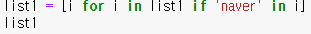 list1 = [i for i in list1 if 'naver' in i]
list1